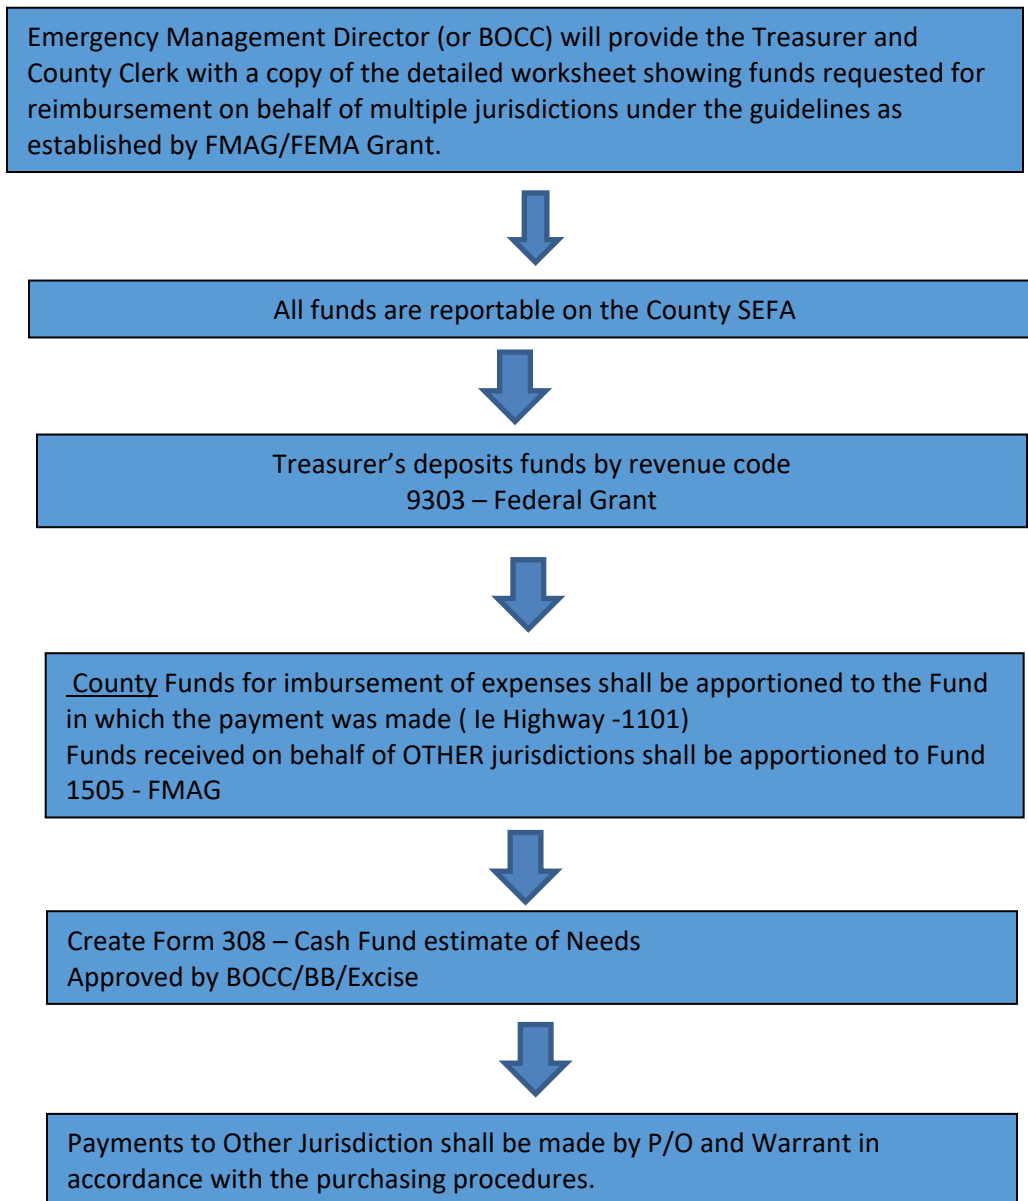 Emergency Management Director (or BOCC) will provide the Treasurer and
County Clerk with a copy of the detailed worksheet showing funds requested for
reimbursement on behalf of multiple jurisdictions under the guidelines as
established by FMAG/FEMA Grant.
All funds are reportable on the County SEFA
Treasurer’s deposits funds by revenue code
9303 – Federal Grant
County Funds for imbursement of expenses shall be apportioned to the Fund
in which the payment was made ( Ie Highway -1101)
Funds received on behalf of OTHER jurisdictions shall be apportioned to Fund
1505 - FMAG
Create Form 308 – Cash Fund estimate of Needs
Approved by BOCC/BB/Excise
Payments to Other Jurisdiction shall be made by P/O and Warrant in
accordance with the purchasing procedures.